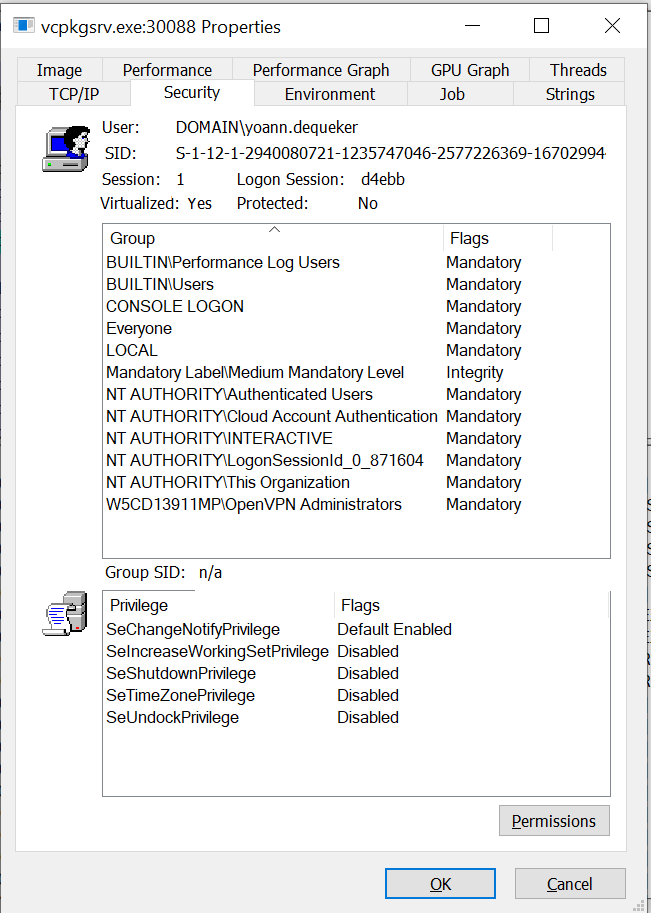 vcpkgsrv.exe:30088 Properties
Image Performance Performance Graph GPU Graph Threads
TCP/IP Security Environment Job Strings
User: DOMAIN\yoann.dequeker
SID: S-1-12-1-2940080721-1235747046-2577226369-16702994
Session: 1 Logon Session: d4ebb
Virtualized: Yes Protected: No
Group Flags
BUILTIN\Performance Log Users Mandatory
BUILTIN\Users Mandatory
CONSOLE LOGON Mandatory
Everyone Mandatory
LOCAL Mandatory
Mandatory Label\Medium Mandatory Level Integrity
NT AUTHORITY\Authenticated Users Mandatory
NT AUTHORITY\Cloud Account Authentication Mandatory
NT AUTHORITY\INTERACTIVE Mandatory
NT AUTHORITY\LogonSessionId_0_871604 Mandatory
NT AUTHORITY\This Organization Mandatory
W5CD13911MP\OpenVPN Administrators Mandatory
Group SID: n/a
Privilege Flags
SeChangeNotifyPrivilege Default Enabled
SeIncreaseWorkingSetPrivilege Disabled
SeShutdownPrivilege Disabled
SeTimeZonePrivilege Disabled
SeUndockPrivilege Disabled
Permissions
OK Cancel